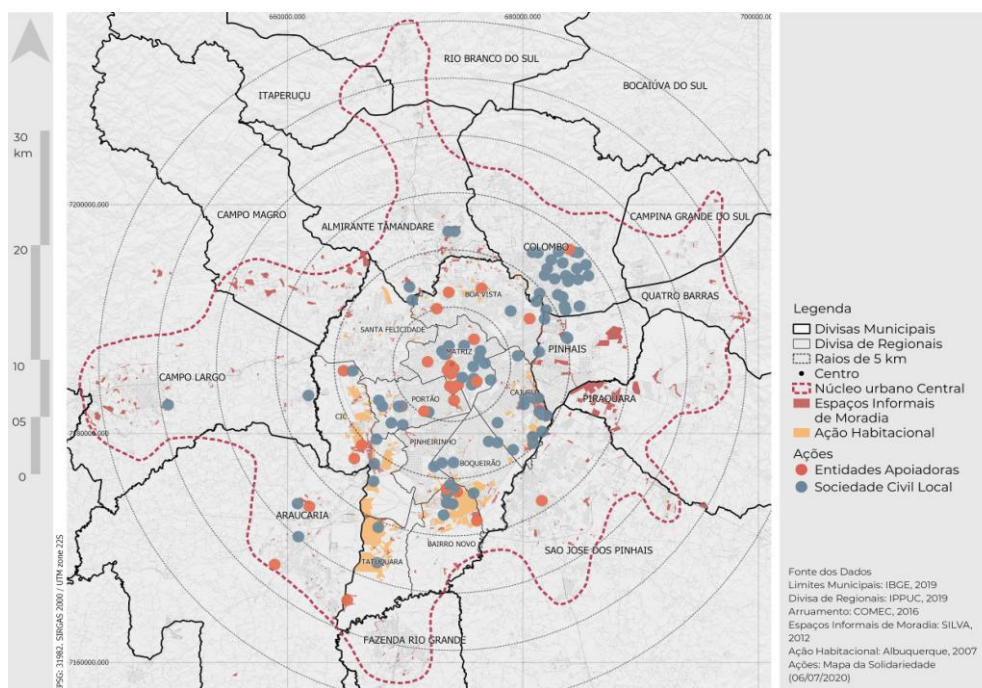 660000.000
680000.000
700000.000
RIO BRANCO DO SUL
BOCAIÚVA DO SUL
ITAPERUÇU
30
km
7200000.000
CAMPO MAGRO
CAMPINA GRANDE DO SUL
ALMIRANTE TAMANDARE
20
COLOMBO
QUATRO BARRAS
BOA VISTA
SANTA FELICIDADE
MATRIZ
PINHAIS
10
CAMPO LARGO
PORTÃO
CAJURU
PIRAQUARA
CIC
05
7180000.000
PINHEIRINHO
BOQUEIRÃO
0
ARAUCÁRIA
BAIRRO NOVO
SAO JOSE DOS PINHAIS
TATUQUARA
FAZENDA RIO GRANDE
7160000.000
PSG: 31982. SIRGAS 2000 / UTM zone 22S
Legenda
Divisas Municipais
Divisa de Regionais
Raios de 5 km
Centro
Núcleo urbano Central
Espaços Informais
de Moradia
Ação Habitacional
Ações
Entidades Apoiadoras
Sociedade Civil Local
Fonte dos Dados
Limites Municipais: IBGE, 2019
Divisa de Regionais: IPPUC, 2019
Arruamento: COMEC, 2016
Espaços Informais de Moradia: SILVA,
2012
Ação Habitacional: Albuquerque, 2007
Ações: Mapa da Solidariedade
(06/07/2020)